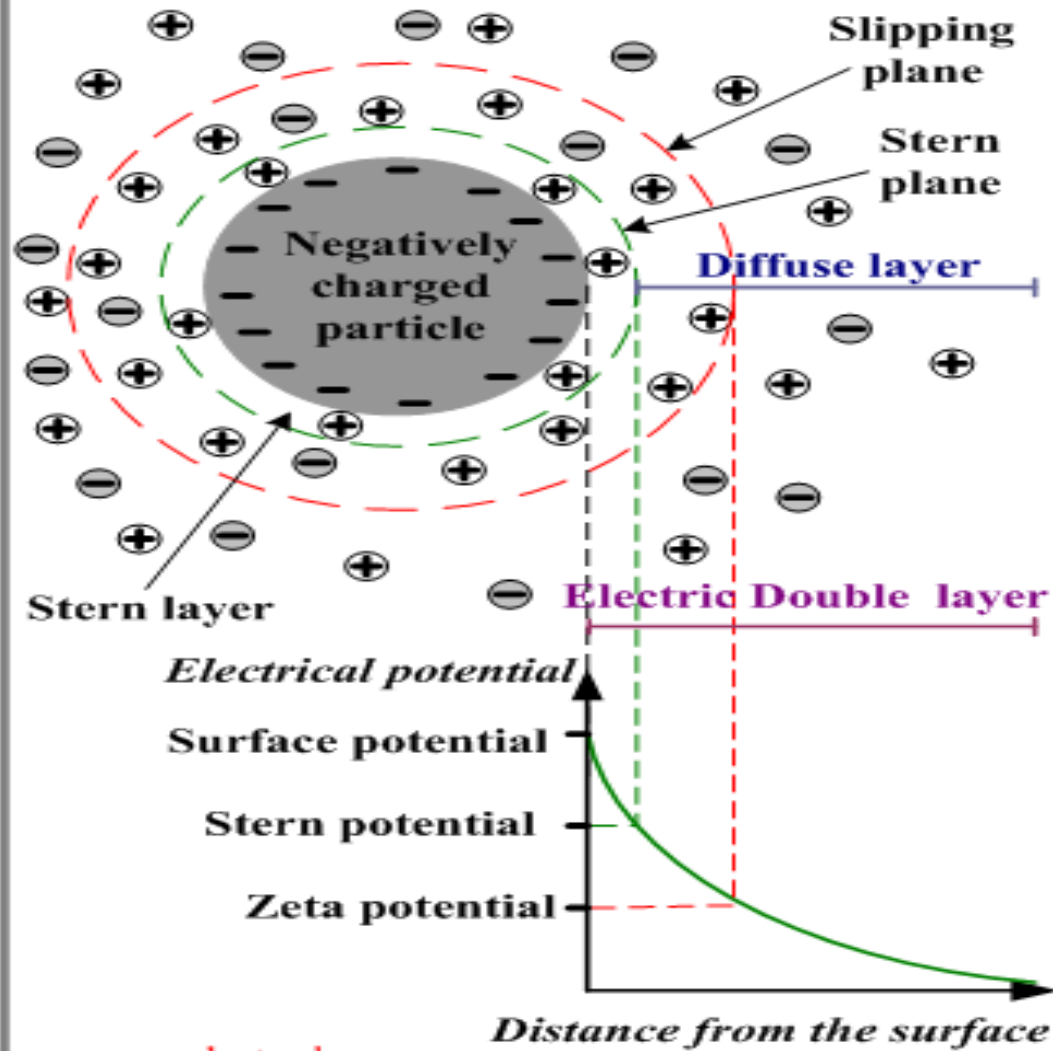 Slipping
plane
Stern
plane
Negatively
charged
particle
Diffuse layer
Stern layer
Electric Double layer
Electrical potential
Surface potential
Stern potential
Zeta potential
Distance from the surface